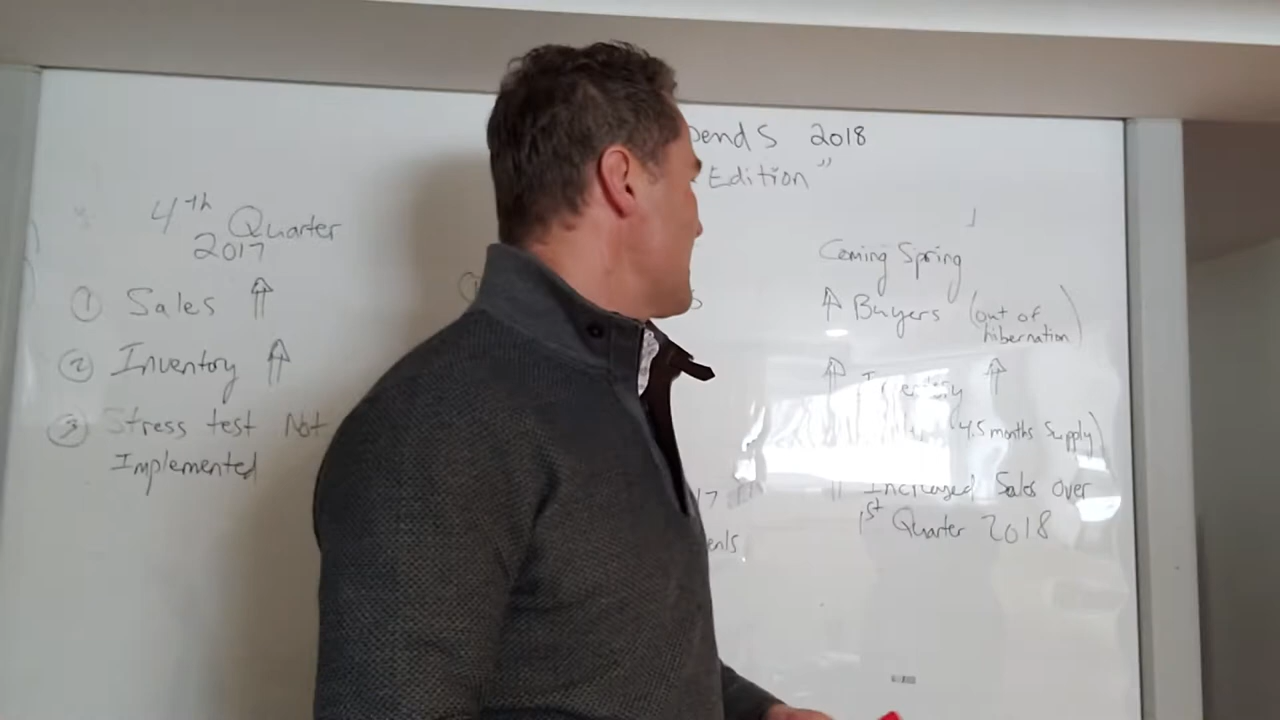 2018
Edition"
4th Quarter
2017
① Sales ⇑
② Inventory ⇑
③ Stress test Not
Implemented
Coming Spring
⇑ Buyers (out of
hibernation)
⇑ Inventory ⇑
(4.5 months Supply)
Increased Sales over
1st Quarter 2018